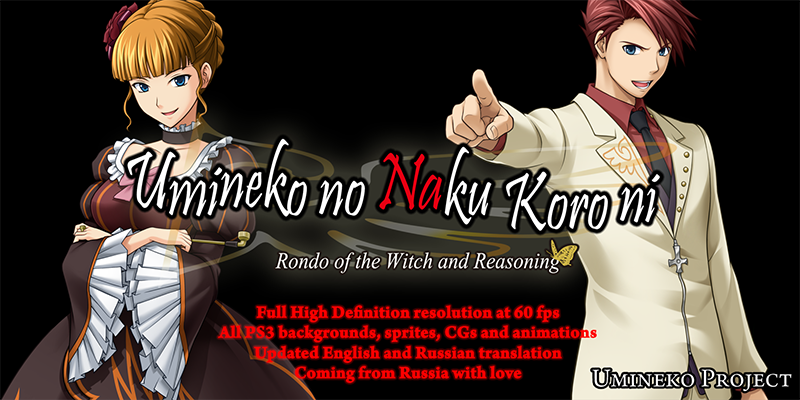 Umineko no Naku Koro ni
Rondo of the Witch and Reasoning
Full High Definition resolution at 60 fps
All PS3 backgrounds, sprites, CGs and animations
Updated English and Russian translation
Coming from Russia with love
Umineko Project